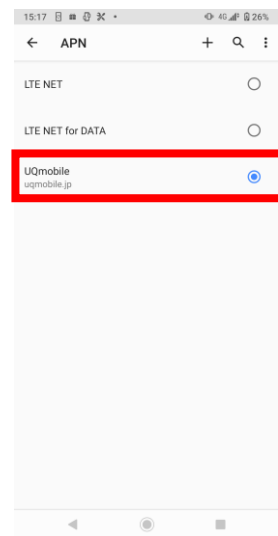 15:17 4G 26%
APN
LTE NET
LTE NET for DATA
UQmobile
uqmobile.jp